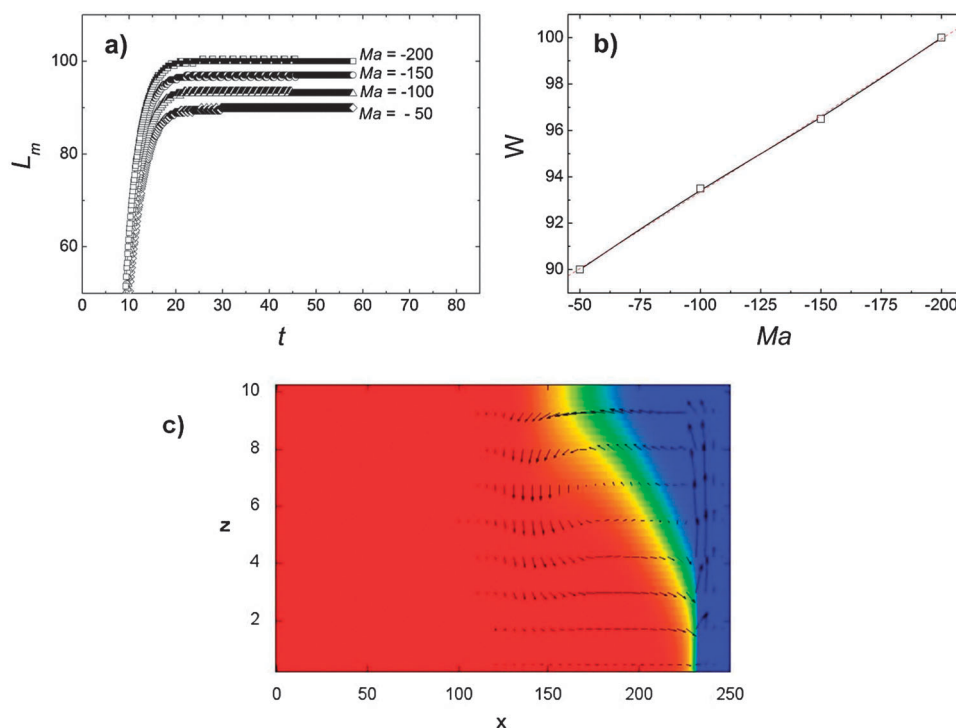 a)
Ma = -200
Ma = -150
Ma = -100
Ma = - 50
100
80
60
Lm
0 10 20 30 40 50 60 70 80
t
b)
100
98
96
94
92
90
W
-50 -75 -100 -125 -150 -175 -200
Ma
c)
10
8
6
4
2
z
0 50 100 150 200 250
x